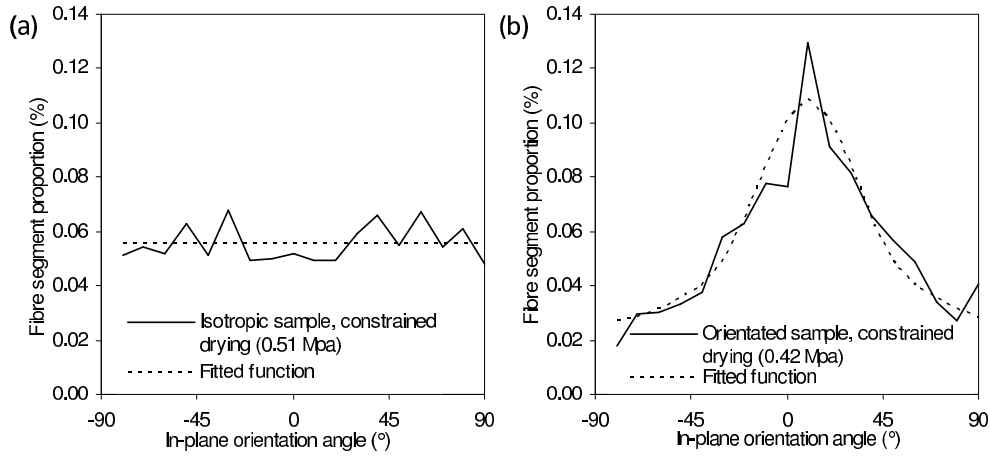 (a)
0.14
0.12
0.10
0.08
0.06
0.04
0.02
0.00
Fibre segment proportion (%)
Isotropic sample, constrained
drying (0.51 Mpa)
Fitted function
-90
-45
0
45
90
In-plane orientation angle (°)
(b)
0.14
0.12
0.10
0.08
0.06
0.04
0.02
0.00
Fibre segment proportion (%)
Orientated sample, constrained
drying (0.42 Mpa)
Fitted function
-90
-45
0
45
90
In-plane orientation angle (°)